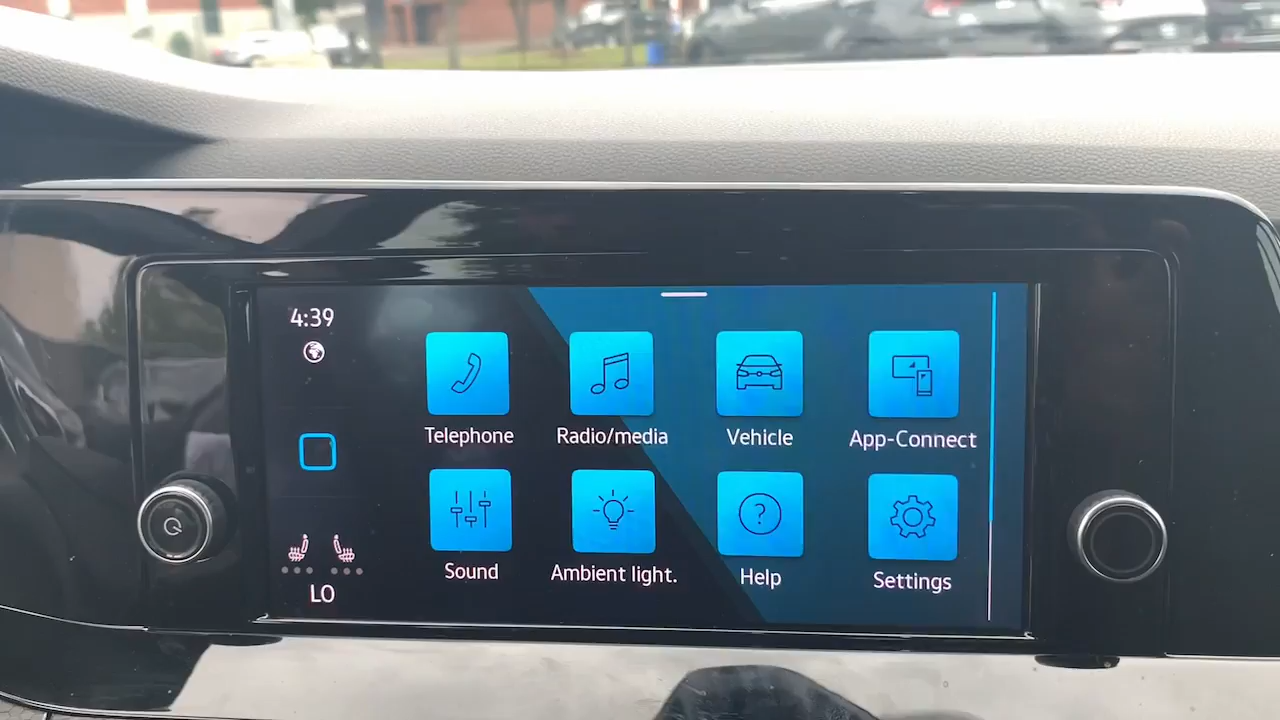 4:39
Telephone
Radio/media
Vehicle
App-Connect
Sound
Ambient light.
Help
Settings
LO